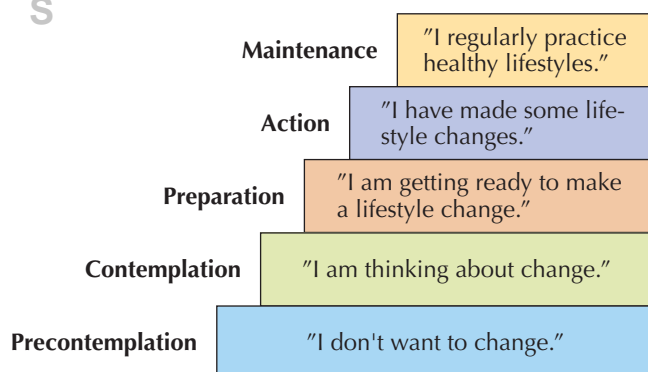 S
Maintenance
"I regularly practice
healthy lifestyles."
Action
"I have made some life-
style changes."
Preparation
"I am getting ready to make
a lifestyle change."
Contemplation
"I am thinking about change."
Precontemplation
"I don't want to change."